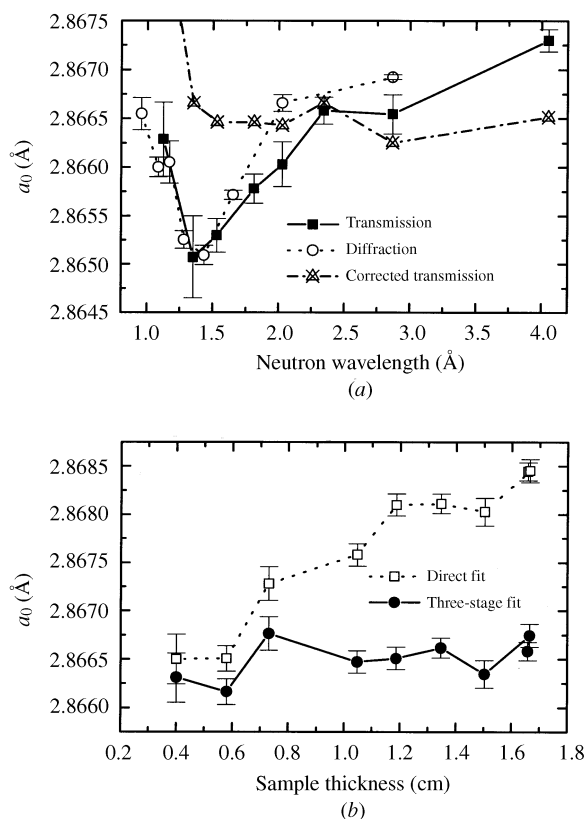 2.8675
2.8670
2.8665
2.8660
2.8655
2.8650
2.8645
a0 (Å)
Transmission
Diffraction
Corrected transmission
1.0 1.5 2.0 2.5 3.0 3.5 4.0
Neutron wavelength (Å)
(a)
2.8685
2.8680
2.8675
2.8670
2.8665
2.8660
a0 (Å)
Direct fit
Three-stage fit
0.2 0.4 0.6 0.8 1.0 1.2 1.4 1.6 1.8
Sample thickness (cm)
(b)